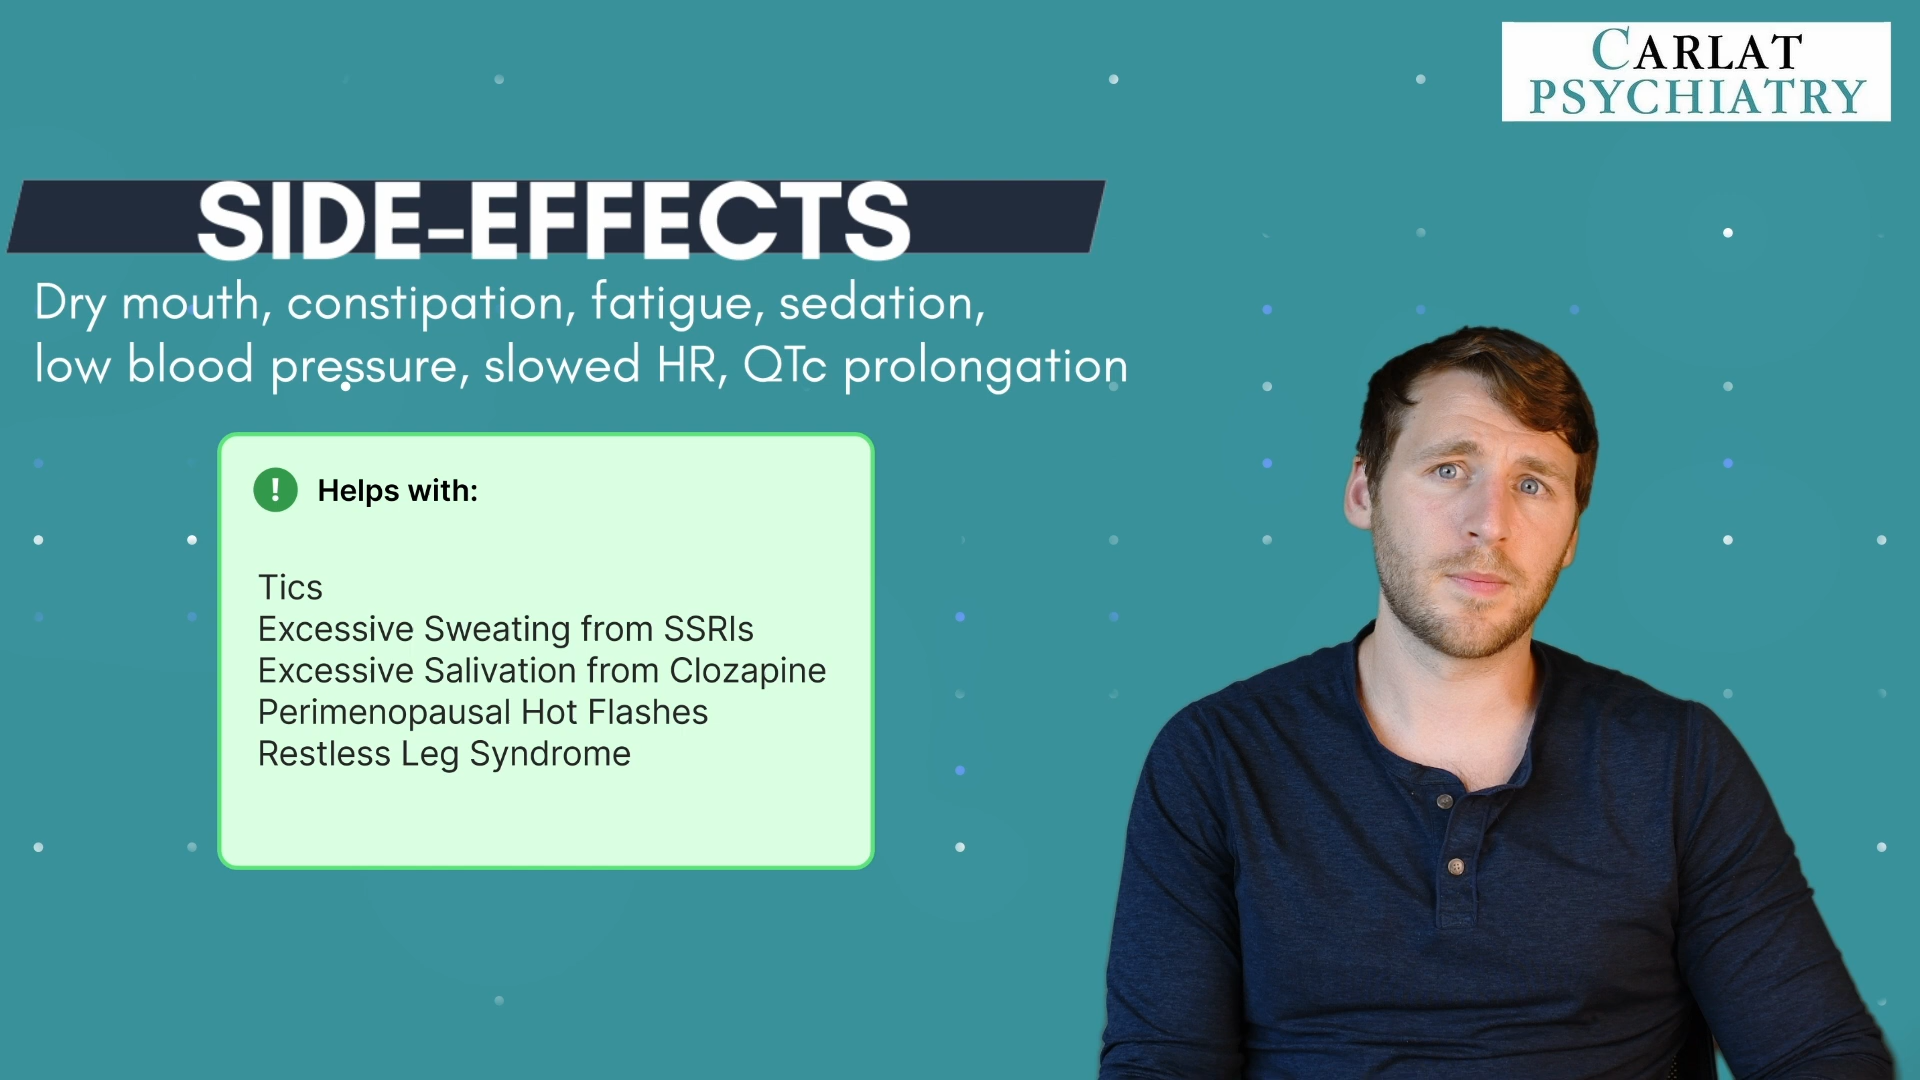 CARLAT
PSYCHIATRY
SIDE-EFFECTS
Dry mouth, constipation, fatigue, sedation,
low blood pressure, slowed HR, QTc prolongation
! Helps with:
Tics
Excessive Sweating from SSRIs
Excessive Salivation from Clozapine
Perimenopausal Hot Flashes
Restless Leg Syndrome